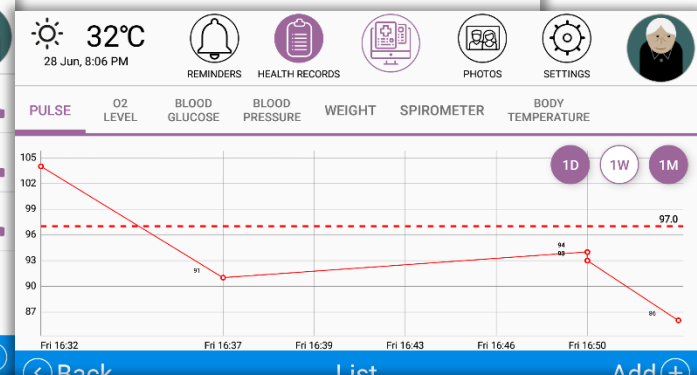 32°C
28 Jun, 8:06 PM
REMINDERS
HEALTH RECORDS
PHOTOS
SETTINGS
PULSE
O2
LEVEL
BLOOD
GLUCOSE
BLOOD
PRESSURE
WEIGHT
SPIROMETER
BODY
TEMPERATURE
1D
1W
1M
105
102
99
96
93
90
87
97.0
91
94
93
86
Fri 16:32
Fri 16:37
Fri 16:39
Fri 16:43
Fri 16:46
Fri 16:50
Back
List
Add